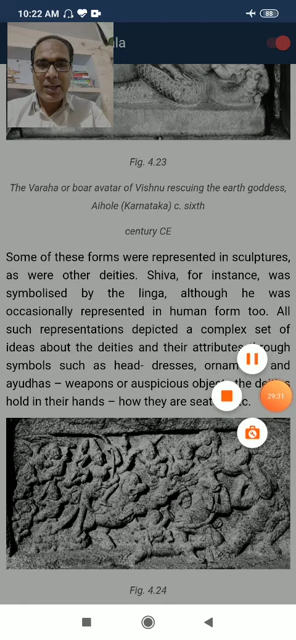 10:22 AM
88
la
Fig. 4.23
The Varaha or boar avatar of Vishnu rescuing the earth goddess,
Aihole (Karnataka) c. sixth
century CE
Some of these forms were represented in sculptures,
as were other deities. Shiva, for instance, was
symbolised by the linga, although he was
occasionally represented in human form too. All
such representations depicted a complex set of
ideas about the deities and their attributes through
symbols such as head- dresses, and
ayudhas – weapons or auspicious the
hold in their hands – how they are
29:31
Fig. 4.24